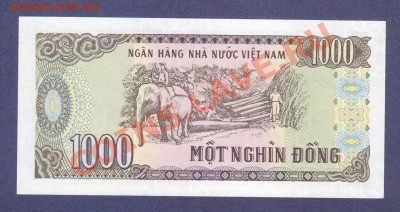 NGÂN HÀNG NHÀ NƯỚC VIỆT NAM
1000
1000
MỘT NGHÌN ĐỒNG